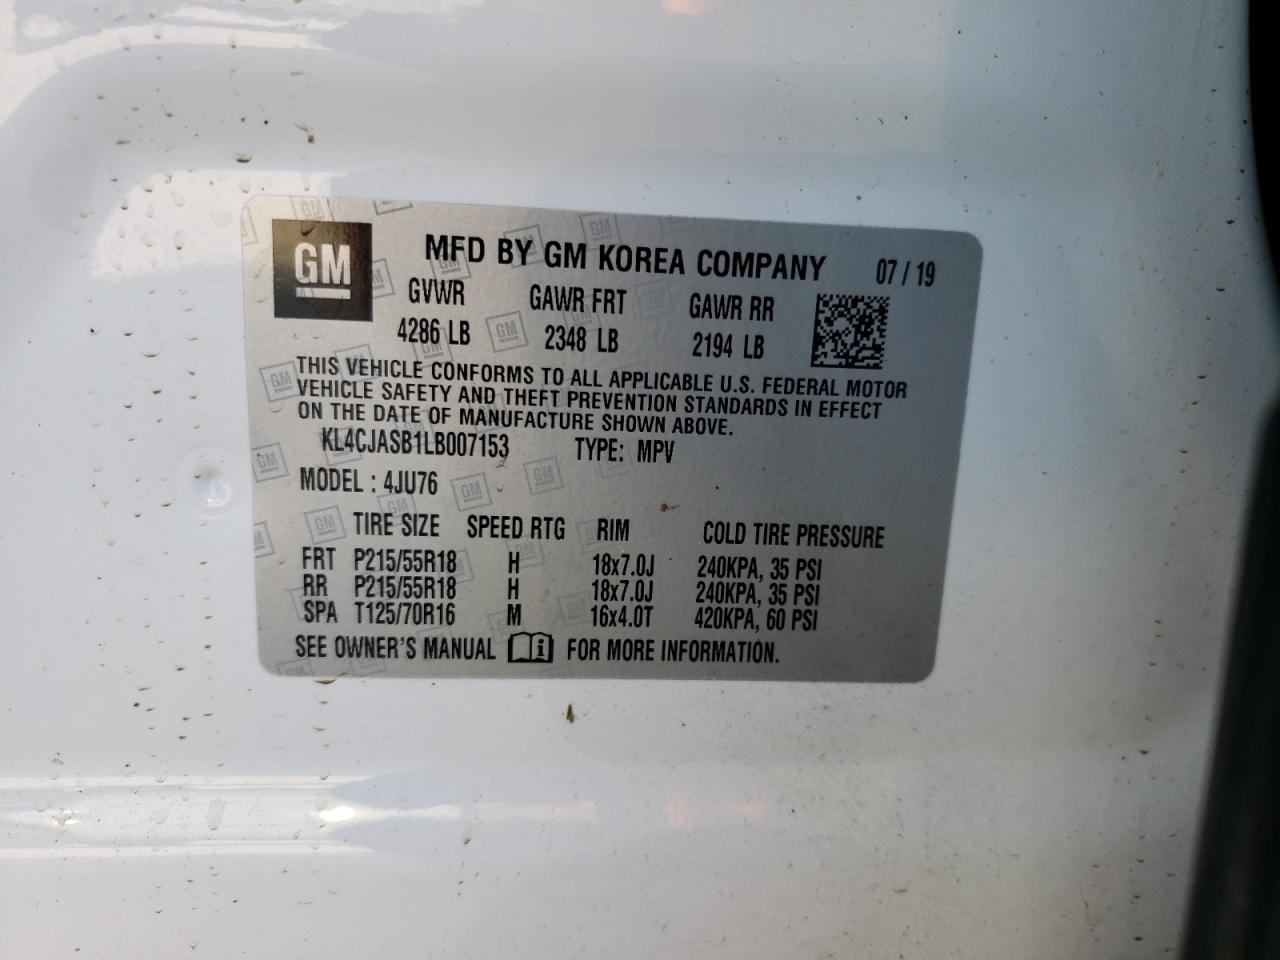 GM MFD BY GM KOREA COMPANY 07 / 19
GVWR GAWR FRT GAWR RR
4286 LB 2348 LB 2194 LB
THIS VEHICLE CONFORMS TO ALL APPLICABLE U.S. FEDERAL MOTOR
VEHICLE SAFETY AND THEFT PREVENTION STANDARDS IN EFFECT
ON THE DATE OF MANUFACTURE SHOWN ABOVE.
KL4CJASB1LB007153 TYPE: MPV
MODEL : 4JU76
TIRE SIZE SPEED RTG RIM COLD TIRE PRESSURE
FRT P215/55R18 H 18x7.0J 240KPA, 35 PSI
RR P215/55R18 H 18x7.0J 240KPA, 35 PSI
SPA T125/70R16 M 16x4.0T 420KPA, 60 PSI
SEE OWNER'S MANUAL i FOR MORE INFORMATION.